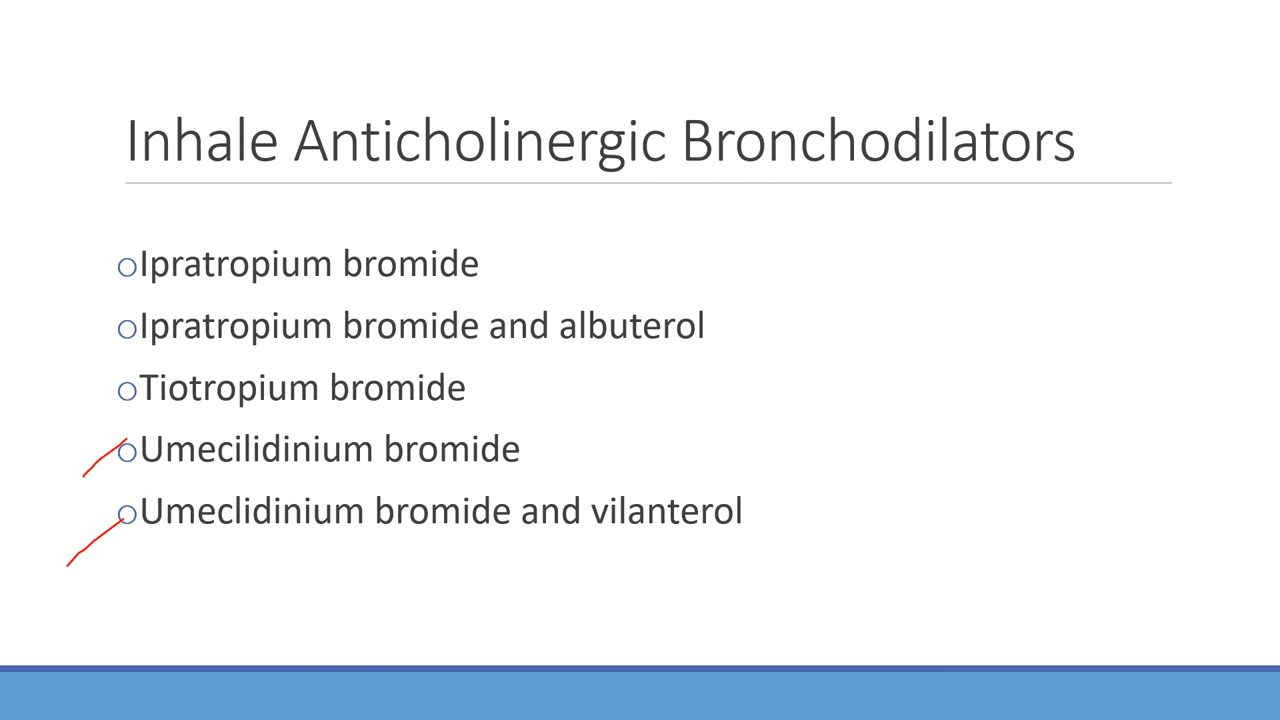 Inhale Anticholinergic Bronchodilators
Ipratropium bromide
Ipratropium bromide and albuterol
Tiotropium bromide
Umecilidinium bromide
Umeclidinium bromide and vilanterol